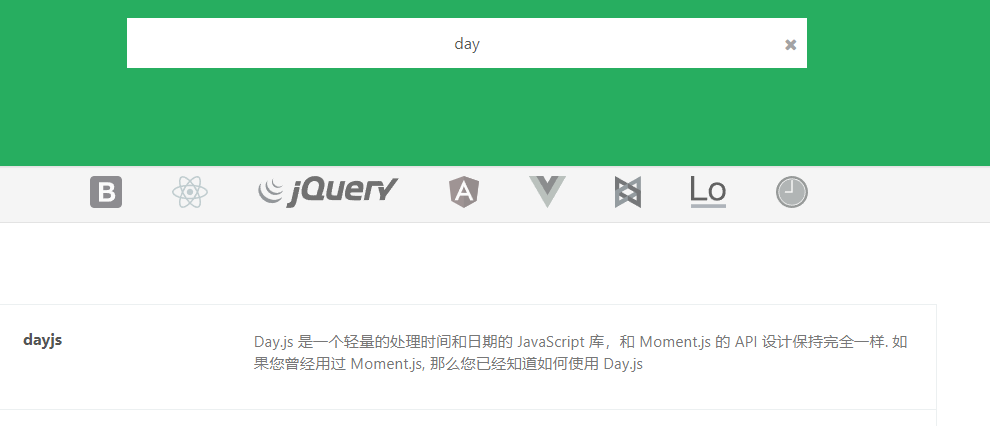 day
B jQuery A Lo
dayjs
Day.js 是一个轻量的处理时间和日期的 JavaScript 库，和 Moment.js 的 API 设计保持完全一样. 如
果您曾经用过 Moment.js, 那么您已经知道如何使用 Day.js